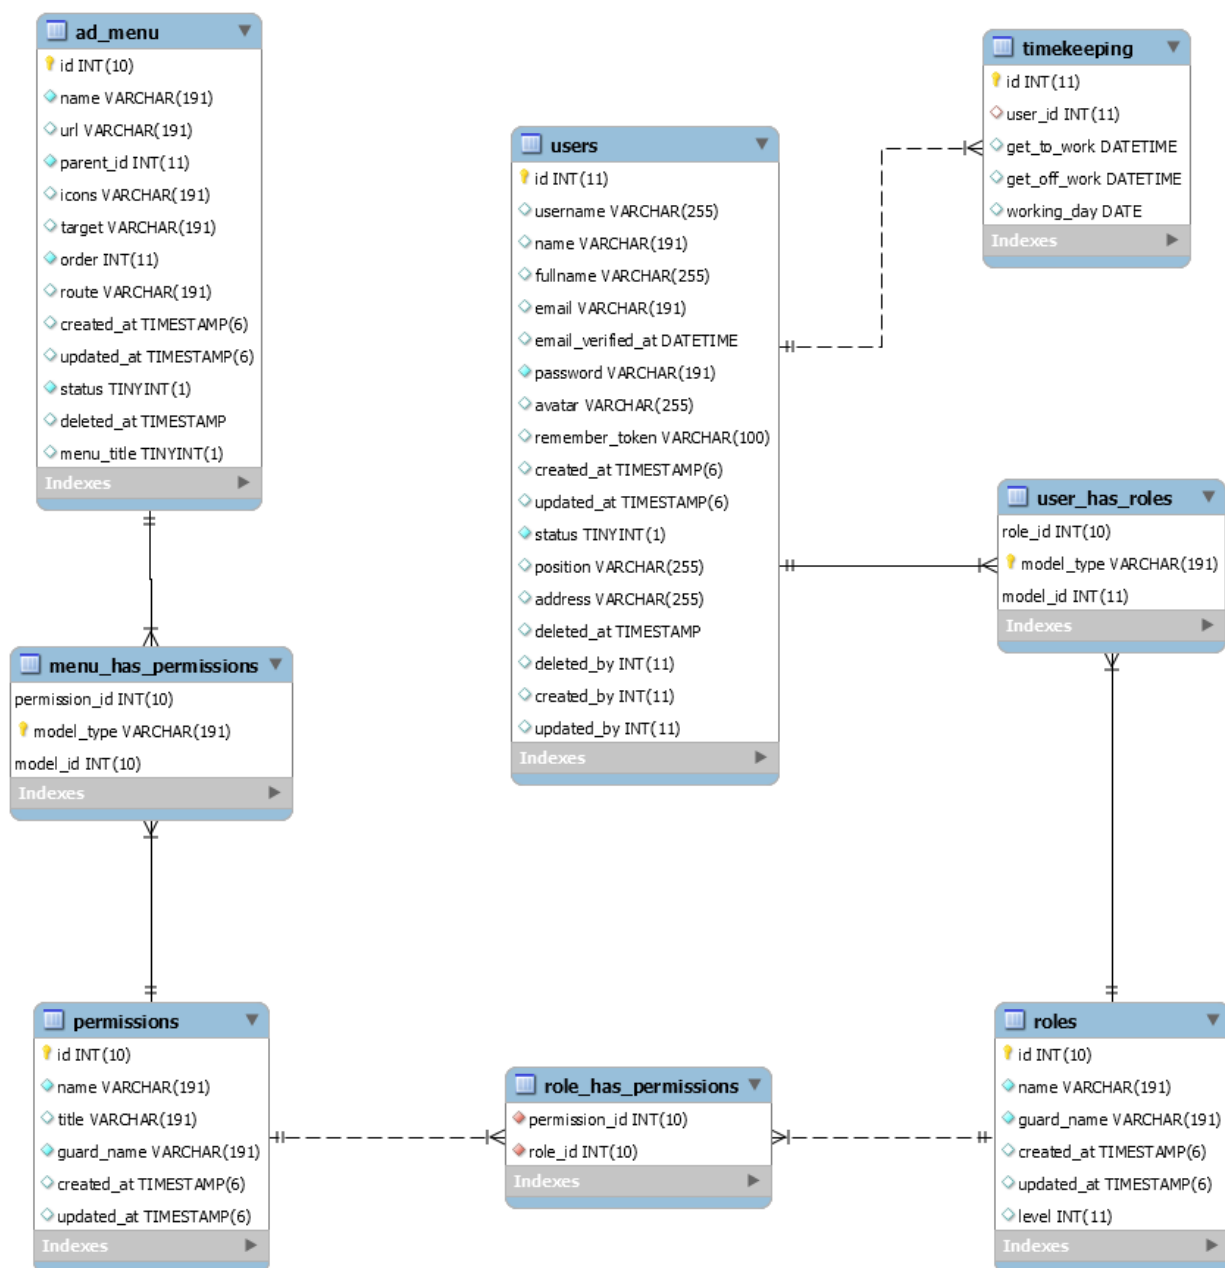 ad_menu
id INT(10)
name VARCHAR(191)
url VARCHAR(191)
parent_id INT(11)
icons VARCHAR(191)
target VARCHAR(191)
order INT(11)
route VARCHAR(191)
created_at TIMESTAMP(6)
updated_at TIMESTAMP(6)
status TINYINT(1)
deleted_at TIMESTAMP
menu_title TINYINT(1)
Indexes
timekeeping
id INT(11)
user_id INT(11)
get_to_work DATETIME
get_off_work DATETIME
working_day DATE
Indexes
users
id INT(11)
username VARCHAR(255)
name VARCHAR(191)
fullname VARCHAR(255)
email VARCHAR(191)
email_verified_at DATETIME
password VARCHAR(191)
avatar VARCHAR(255)
remember_token VARCHAR(100)
created_at TIMESTAMP(6)
updated_at TIMESTAMP(6)
status TINYINT(1)
position VARCHAR(255)
address VARCHAR(255)
deleted_at TIMESTAMP
deleted_by INT(11)
created_by INT(11)
updated_by INT(11)
Indexes
user_has_roles
role_id INT(10)
model_type VARCHAR(191)
model_id INT(11)
Indexes
menu_has_permissions
permission_id INT(10)
model_type VARCHAR(191)
model_id INT(10)
Indexes
permissions
id INT(10)
name VARCHAR(191)
title VARCHAR(191)
guard_name VARCHAR(191)
created_at TIMESTAMP(6)
updated_at TIMESTAMP(6)
Indexes
role_has_permissions
permission_id INT(10)
role_id INT(10)
Indexes
roles
id INT(10)
name VARCHAR(191)
guard_name VARCHAR(191)
created_at TIMESTAMP(6)
updated_at TIMESTAMP(6)
level INT(11)
Indexes